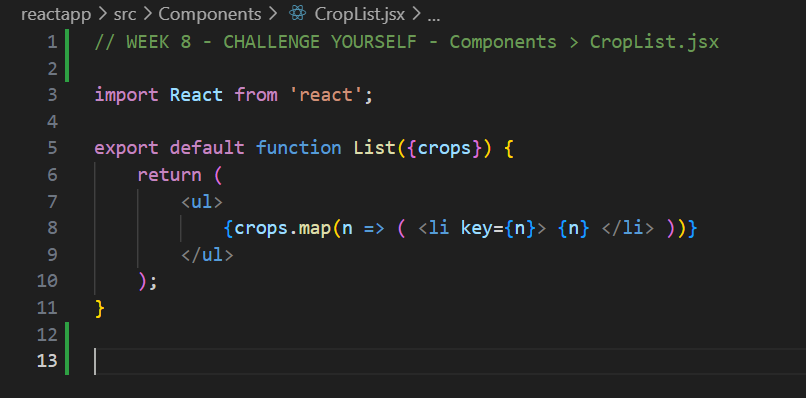 reactapp > src > Components > CropList.jsx > ...
1 // WEEK 8 - CHALLENGE YOURSELF - Components > CropList.jsx
2
3 import React from 'react';
4
5 export default function List({crops}) {
6     return (
7         <ul>
8             {crops.map(n => ( <li key={n}> {n} </li> ))}
9         </ul>
10     );
11 }
12
13